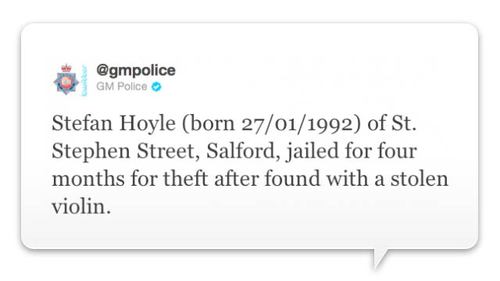 @gmpolice
GM Police
Stefan Hoyle (born 27/01/1992) of St.
Stephen Street, Salford, jailed for four
months for theft after found with a stolen
violin.